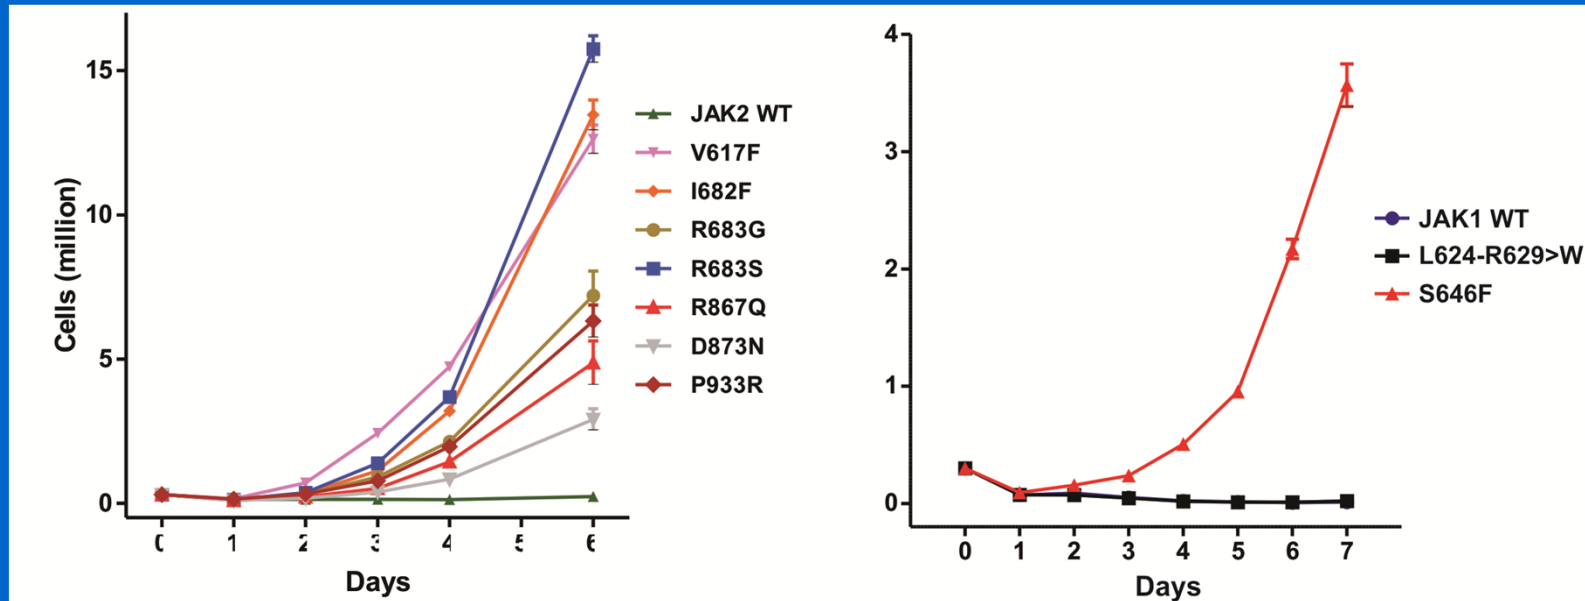 15
10
5
0
Cells (million)
0 1 2 3 4 5 6
Days
JAK2 WT
V617F
I682F
R683G
R683S
R867Q
D873N
P933R
4
3
2
1
0
0 1 2 3 4 5 6 7
Days
JAK1 WT
L624-R629>W
S646F